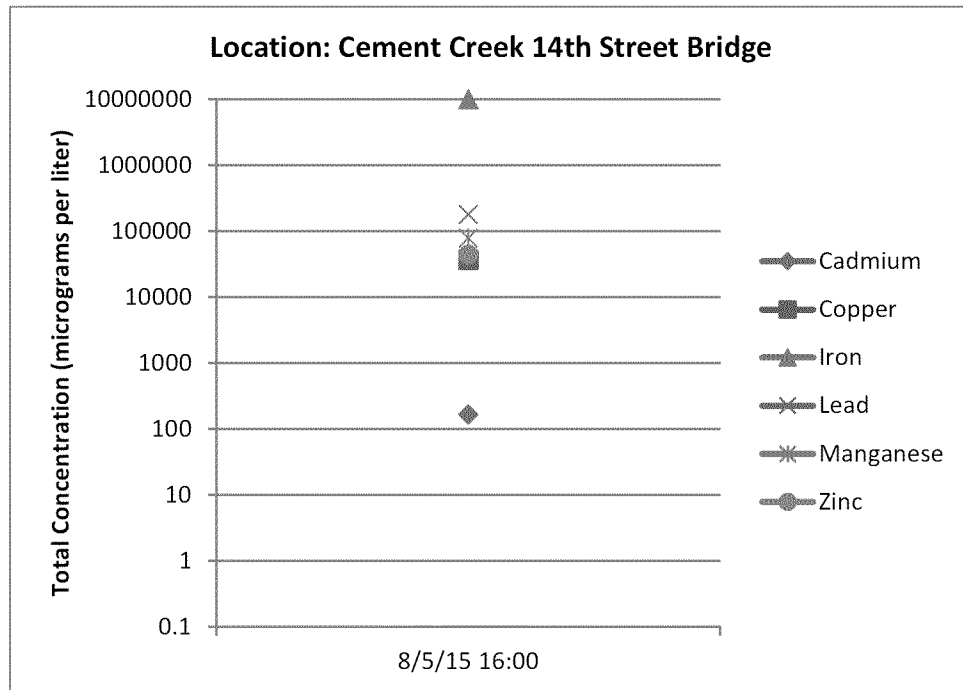 Location: Cement Creek 14th Street Bridge
Total Concentration (micrograms per liter)
10000000
1000000
100000
10000
1000
100
10
1
0.1
8/5/15 16:00
Cadmium
Copper
Iron
Lead
Manganese
Zinc